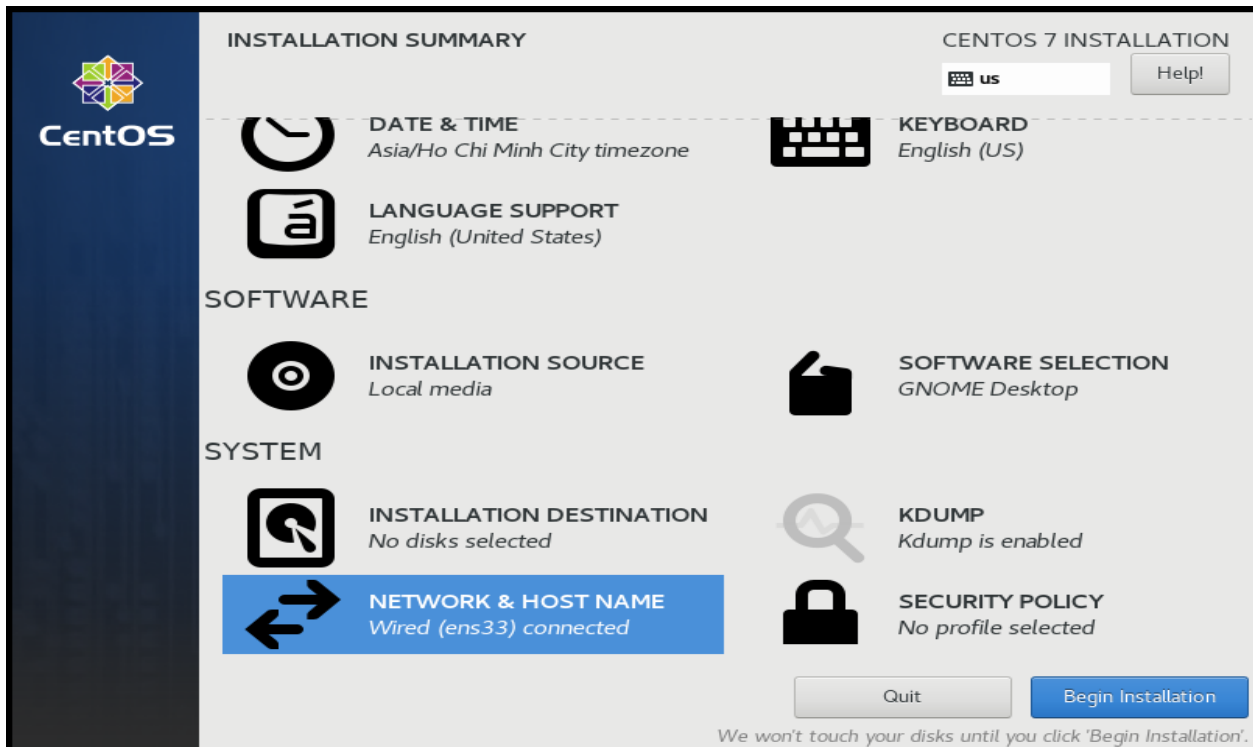 INSTALLATION SUMMARY
CENTOS 7 INSTALLATION
us
Help!
CentOS
DATE & TIME
Asia/Ho Chi Minh City timezone
KEYBOARD
English (US)
á
LANGUAGE SUPPORT
English (United States)
SOFTWARE
INSTALLATION SOURCE
Local media
SOFTWARE SELECTION
GNOME Desktop
SYSTEM
INSTALLATION DESTINATION
No disks selected
KDUMP
Kdump is enabled
NETWORK & HOST NAME
Wired (ens33) connected
SECURITY POLICY
No profile selected
Quit
Begin Installation
We won't touch your disks until you click 'Begin Installation'.